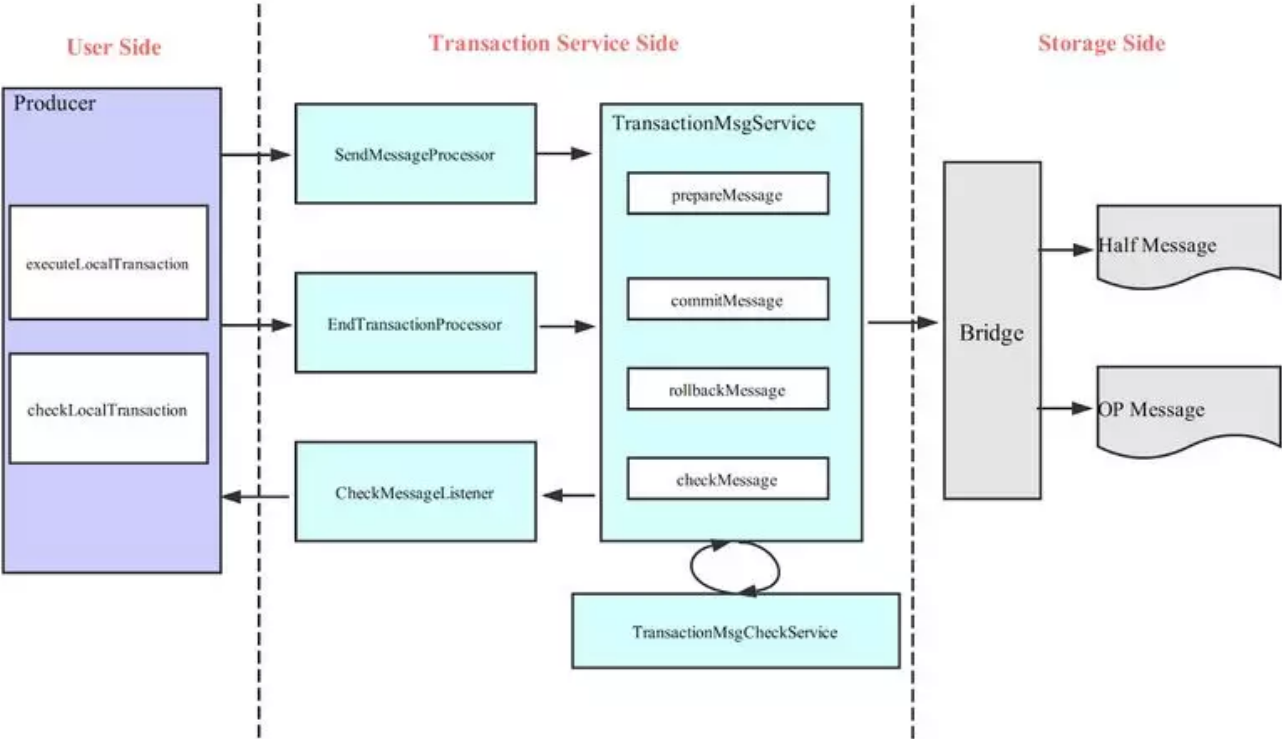 User Side
Transaction Service Side
Storage Side
Producer
executeLocalTransaction
checkLocalTransaction
SendMessageProcessor
EndTransactionProcessor
CheckMessageListener
TransactionMsgService
prepareMessage
commitMessage
rollbackMessage
checkMessage
TransactionMsgCheckService
Bridge
Half Message
OP Message